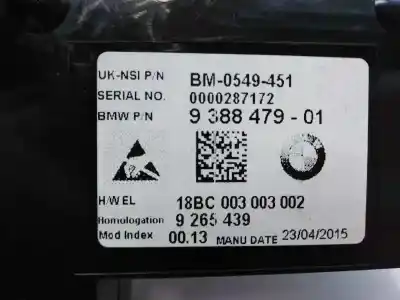 UK-NSI P/N BM-0549-451
SERIAL NO. 0000287172
BMW P/N 9 388 479 - 01
H/W EL 18BC 003 003 002
Homologation 9 265 439
Mod Index 00.13 MANU DATE 23/04/2015